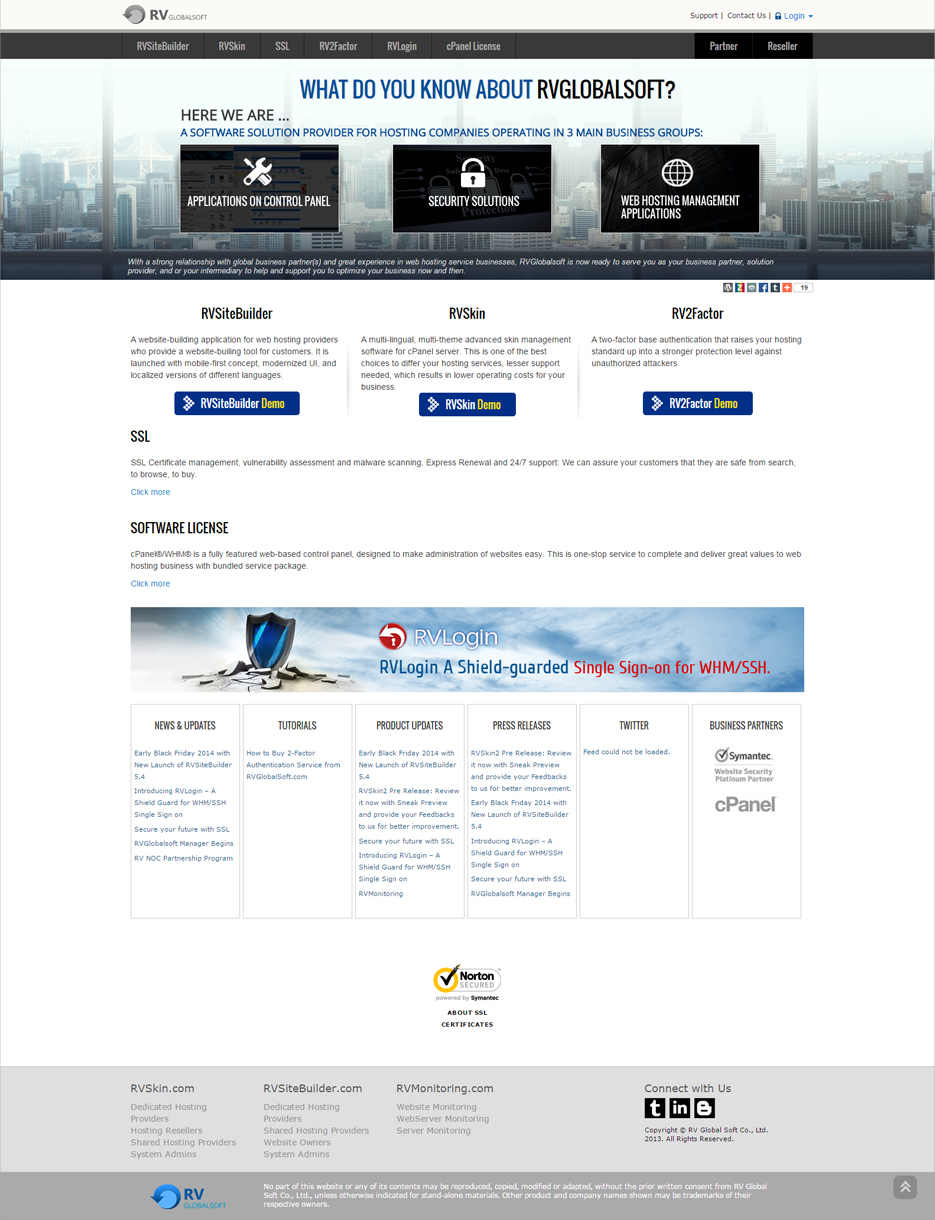 RV GLOBALSOFT
Support | Contact Us | Login
RVSiteBuilder RVSkin SSL RV2Factor RVLogin cPanel License Partner Reseller
WHAT DO YOU KNOW ABOUT RVGLOBALSOFT?
HERE WE ARE ...
A SOFTWARE SOLUTION PROVIDER FOR HOSTING COMPANIES OPERATING IN 3 MAIN BUSINESS GROUPS:
APPLICATIONS ON CONTROL PANEL
SECURITY SOLUTIONS
WEB HOSTING MANAGEMENT
APPLICATIONS
With a strong relationship with global business partner(s) and great experience in web hosting service businesses, RVGlobalsoft is now ready to serve you as your business partner, solution
provider, and or your intermediary to help and support you to optimize your business now and then.
19
RVSiteBuilder
A website-building application for web hosting providers
who provide a website-builing tool for customers. It is
launched with mobile-first concept, modernized UI, and
localized versions of different languages.
RVSiteBuilder Demo
RVSkin
A multi-lingual, multi-theme advanced skin management
software for cPanel server. This is one of the best
choices to differ your hosting services, lesser support
needed, which results in lower operating costs for your
business.
RVSkin Demo
RV2Factor
A two-factor base authentication that raises your hosting
standard up into a stronger protection level against
unauthorized attackers.
RV2Factor Demo
SSL
SSL Certificate management, vulnerability assessment and malware scanning, Express Renewal and 24/7 support: We can assure your customers that they are safe from search,
to browse, to buy.
Click more
SOFTWARE LICENSE
cPanel®/WHM® is a fully featured web-based control panel, designed to make administration of websites easy. This is one-stop service to complete and deliver great values to web
hosting business with bundled service package.
Click more
RVLogin
RVLogin A Shield-guarded Single Sign-on for WHM/SSH.
NEWS & UPDATES
Early Black Friday 2014 with
New Launch of RVSiteBuilder
5.4
Introducing RVLogin – A
Shield Guard for WHM/SSH
Single Sign on
Secure your future with SSL
RVGlobalsoft Manager Begins
RV NOC Partnership Program
TUTORIALS
How to Buy 2-Factor
Authentication Service from
RVGlobalSoft.com
PRODUCT UPDATES
Early Black Friday 2014 with
New Launch of RVSiteBuilder
5.4
RVSkin2 Pre Release: Review
it now with Sneak Preview
and provide your Feedbacks
to us for better improvement.
Secure your future with SSL
Introducing RVLogin – A
Shield Guard for WHM/SSH
Single Sign on
RVMonitoring
PRESS RELEASES
RVSkin2 Pre Release: Review
it now with Sneak Preview
and provide your Feedbacks
to us for better improvement.
Early Black Friday 2014 with
New Launch of RVSiteBuilder
5.4
Introducing RVLogin – A
Shield Guard for WHM/SSH
Single Sign on
Secure your future with SSL
RVGlobalsoft Manager Begins
TWITTER
Feed could not be loaded.
BUSINESS PARTNERS
Symantec.
Website Security
Platinum Partner
cPanel
Norton
SECURED
powered by Symantec
ABOUT SSL
CERTIFICATES
RVSkin.com
Dedicated Hosting
Providers
Hosting Resellers
Shared Hosting Providers
System Admins
RVSiteBuilder.com
Dedicated Hosting
Providers
Shared Hosting Providers
Website Owners
System Admins
RVMonitoring.com
Website Monitoring
WebServer Monitoring
Server Monitoring
Connect with Us
Copyright © RV Global Soft Co., Ltd.
2013. All Rights Reserved.
RV
GLOBALSOFT
No part of this website or any of its contents may be reproduced, copied, modified or adapted, without the prior written consent from RV Global
Soft Co., Ltd., unless otherwise indicated for stand-alone materials. Other product and company names shown may be trademarks of their
respective owners.